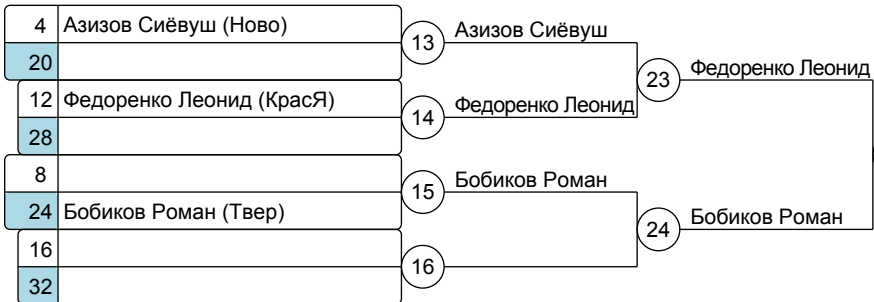 4 Азизов Сиёвуш (Ново)
20
13 Азизов Сиёвуш
12 Федоренко Леонид (КрасЯ)
28
14 Федоренко Леонид
23 Федоренко Леонид
8
24 Бобиков Роман (Твер)
15 Бобиков Роман
16
32
16
24 Бобиков Роман